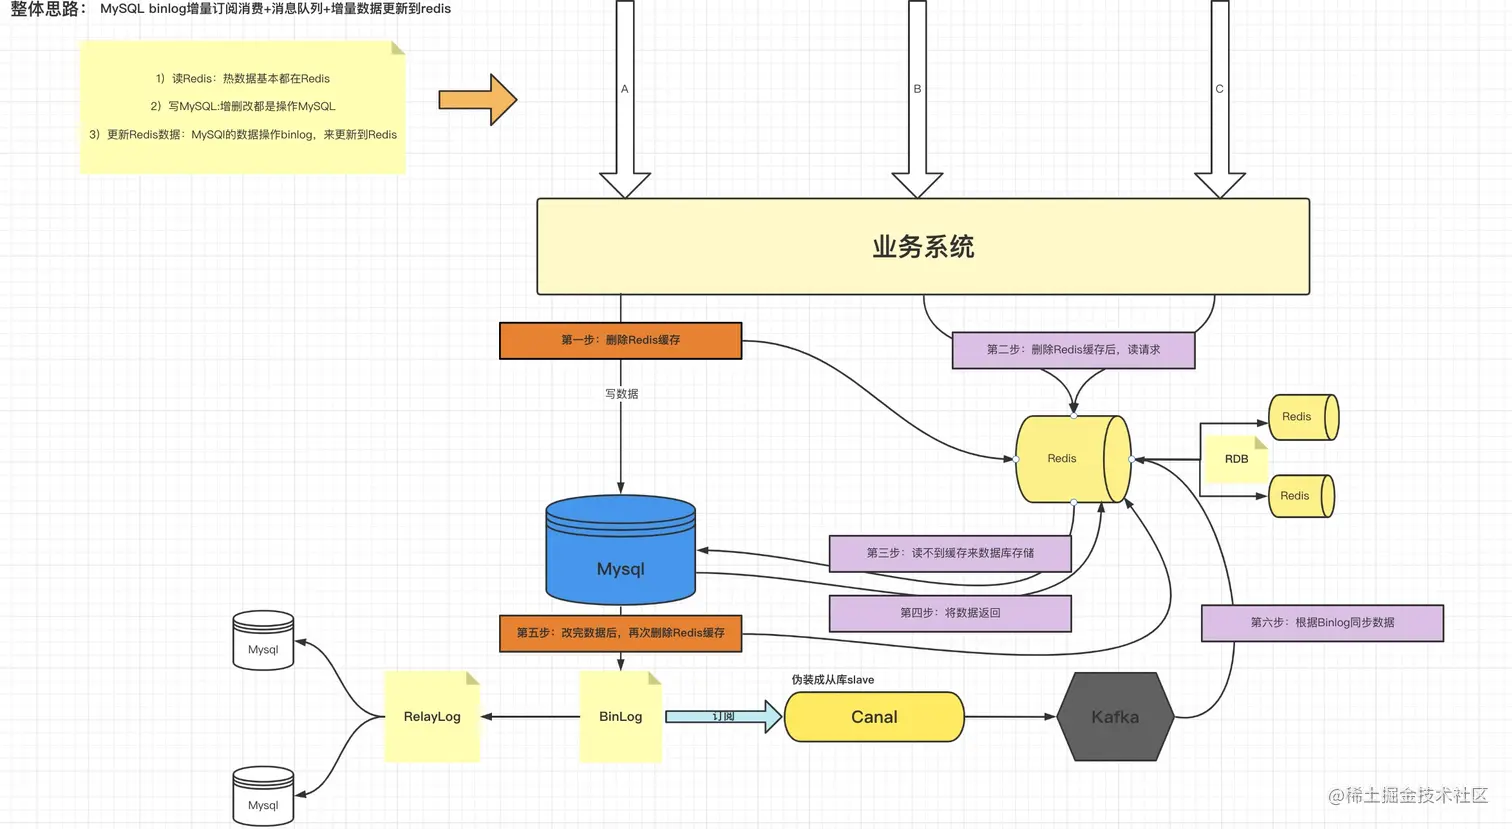 整体思路： MySQL binlog增量订阅消费+消息队列+增量数据更新到redis
1）读Redis：热数据基本都在Redis
2）写MySQL:增删改都是操作MySQL
3）更新Redis数据：MySQl的数据操作binlog，来更新到Redis
A
B
C
业务系统
第一步：删除Redis缓存
第二步：删除Redis缓存后，读请求
写数据
Redis
Redis
RDB
Redis
第三步：读不到缓存来数据库存储
Mysql
第四步：将数据返回
第五步：改完数据后，再次删除Redis缓存
第六步：根据Binlog同步数据
Mysql
伪装成从库slave
RelayLog
BinLog
订阅
Canal
Kafka
Mysql
@稀土掘金技术社区